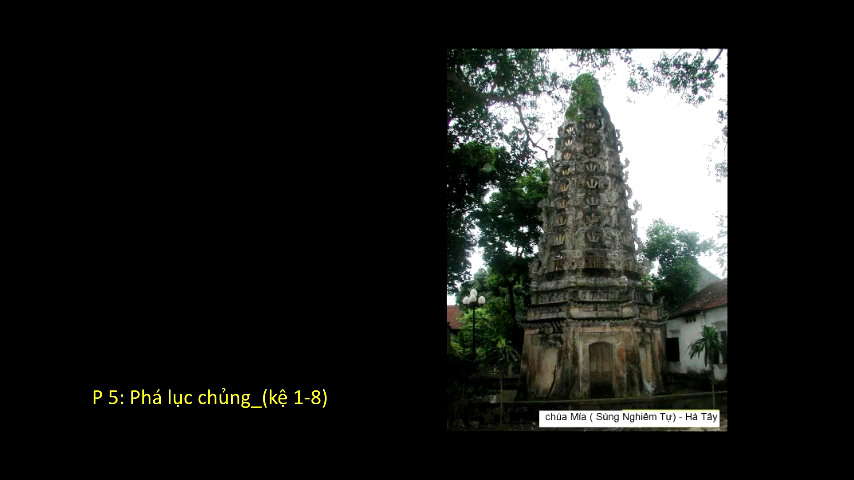 P 5: Phá lục chủng_(kệ 1-8)
chùa Mía ( Sùng Nghiêm Tự) - Hà Tây